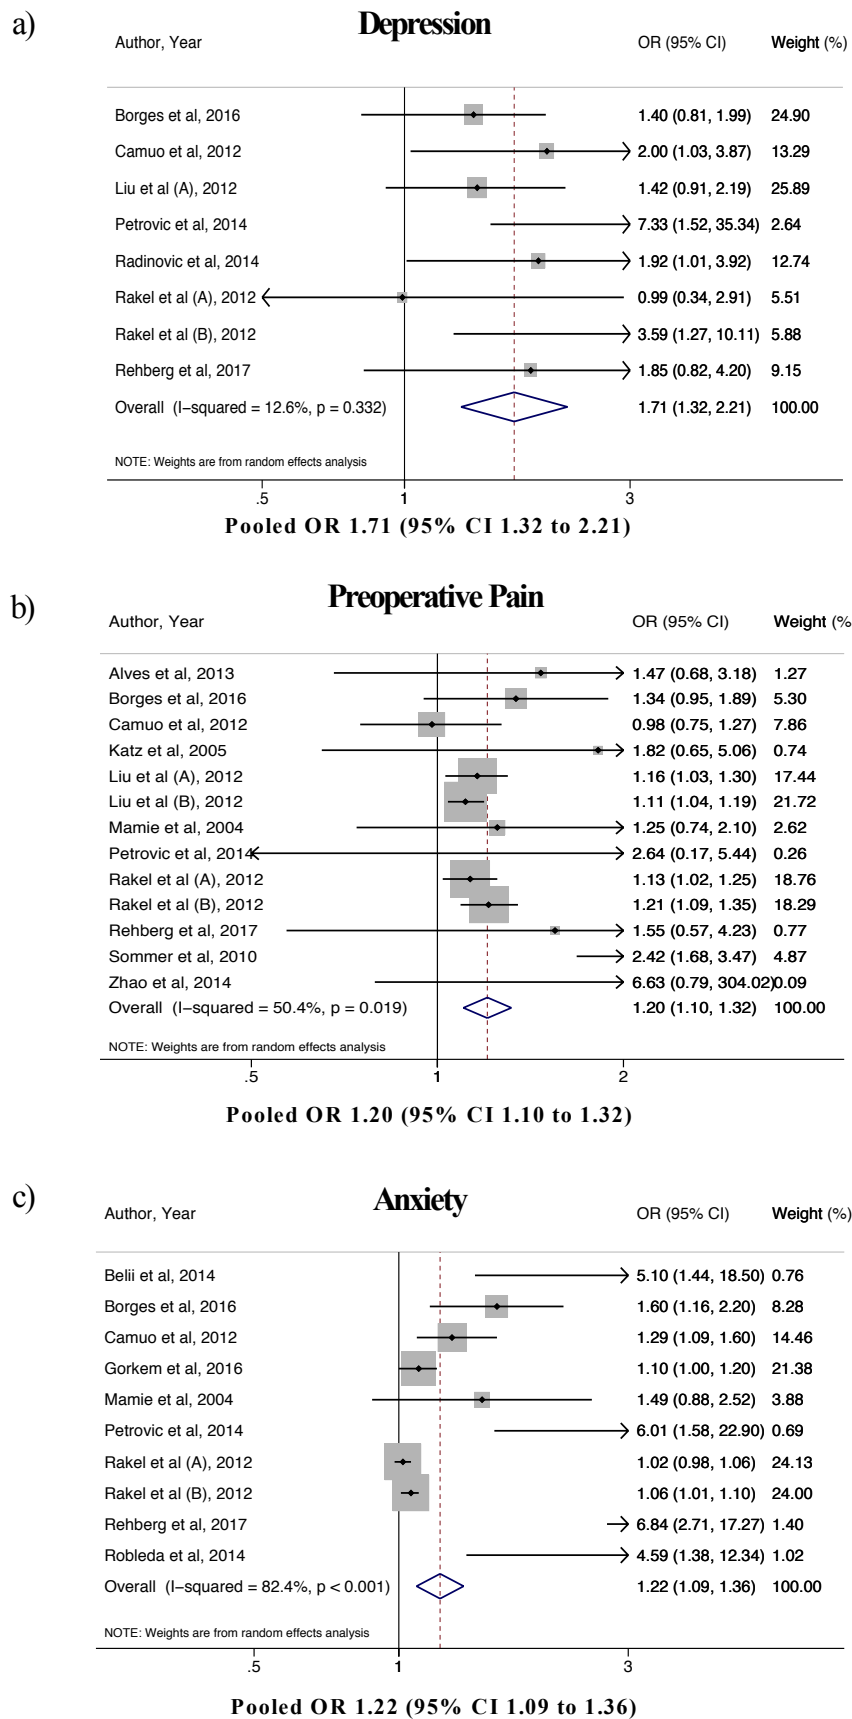 a)
Depression
Author, Year OR (95% CI) Weight (%)
Borges et al, 2016 1.40 (0.81, 1.99) 24.90
Camuo et al, 2012 2.00 (1.03, 3.87) 13.29
Liu et al (A), 2012 1.42 (0.91, 2.19) 25.89
Petrovic et al, 2014 7.33 (1.52, 35.34) 2.64
Radinovic et al, 2014 1.92 (1.01, 3.92) 12.74
Rakel et al (A), 2012 0.99 (0.34, 2.91) 5.51
Rakel et al (B), 2012 3.59 (1.27, 10.11) 5.88
Rehberg et al, 2017 1.85 (0.82, 4.20) 9.15
Overall (I−squared = 12.6%, p = 0.332) 1.71 (1.32, 2.21) 100.00
NOTE: Weights are from random effects analysis
.5 1 3
Pooled OR 1.71 (95% CI 1.32 to 2.21)
b)
Preoperative Pain
Author, Year OR (95% CI) Weight (%
Alves et al, 2013 1.47 (0.68, 3.18) 1.27
Borges et al, 2016 1.34 (0.95, 1.89) 5.30
Camuo et al, 2012 0.98 (0.75, 1.27) 7.86
Katz et al, 2005 1.82 (0.65, 5.06) 0.74
Liu et al (A), 2012 1.16 (1.03, 1.30) 17.44
Liu et al (B), 2012 1.11 (1.04, 1.19) 21.72
Mamie et al, 2004 1.25 (0.74, 2.10) 2.62
Petrovic et al, 2014 2.64 (0.17, 5.44) 0.26
Rakel et al (A), 2012 1.13 (1.02, 1.25) 18.76
Rakel et al (B), 2012 1.21 (1.09, 1.35) 18.29
Rehberg et al, 2017 1.55 (0.57, 4.23) 0.77
Sommer et al, 2010 2.42 (1.68, 3.47) 4.87
Zhao et al, 2014 6.63 (0.79, 304.02) 0.09
Overall (I−squared = 50.4%, p = 0.019) 1.20 (1.10, 1.32) 100.00
NOTE: Weights are from random effects analysis
.5 1 2
Pooled OR 1.20 (95% CI 1.10 to 1.32)
c)
Anxiety
Author, Year OR (95% CI) Weight (%)
Belii et al, 2014 5.10 (1.44, 18.50) 0.76
Borges et al, 2016 1.60 (1.16, 2.20) 8.28
Camuo et al, 2012 1.29 (1.09, 1.60) 14.46
Gorkem et al, 2016 1.10 (1.00, 1.20) 21.38
Mamie et al, 2004 1.49 (0.88, 2.52) 3.88
Petrovic et al, 2014 6.01 (1.58, 22.90) 0.69
Rakel et al (A), 2012 1.02 (0.98, 1.06) 24.13
Rakel et al (B), 2012 1.06 (1.01, 1.10) 24.00
Rehberg et al, 2017 6.84 (2.71, 17.27) 1.40
Robleda et al, 2014 4.59 (1.38, 12.34) 1.02
Overall (I−squared = 82.4%, p < 0.001) 1.22 (1.09, 1.36) 100.00
NOTE: Weights are from random effects analysis
.5 1 3
Pooled OR 1.22 (95% CI 1.09 to 1.36)